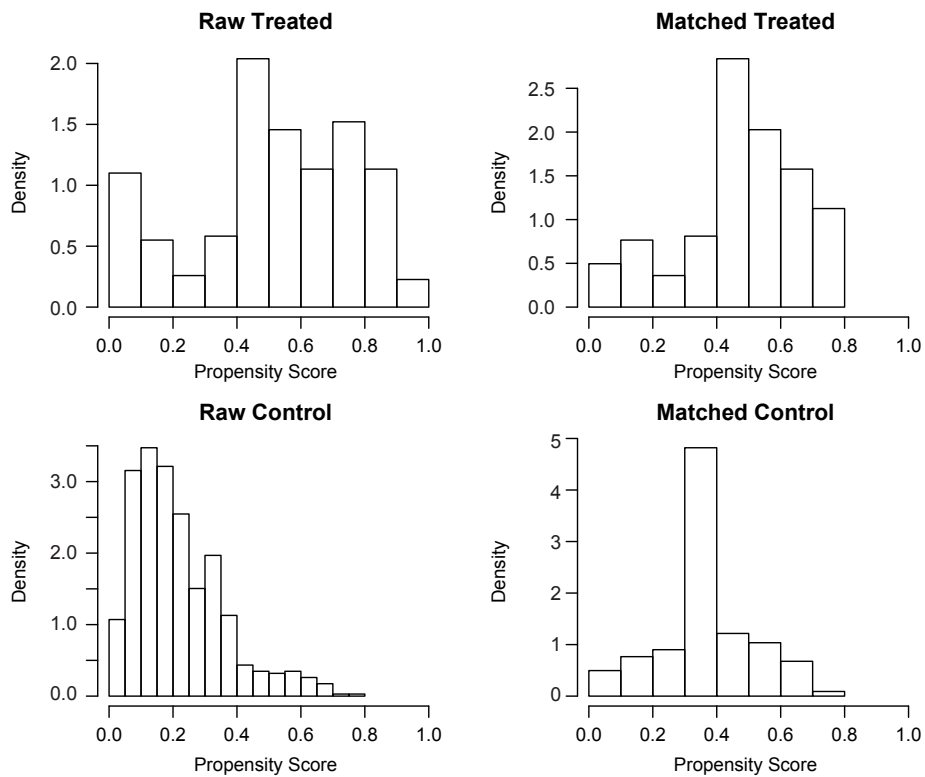 Raw Treated
Density
2.0
1.5
1.0
0.5
0.0
0.0 0.2 0.4 0.6 0.8 1.0
Propensity Score
Matched Treated
Density
2.5
2.0
1.5
1.0
0.5
0.0
0.0 0.2 0.4 0.6 0.8 1.0
Propensity Score
Raw Control
Density
3.0
2.0
1.0
0.0
0.0 0.2 0.4 0.6 0.8 1.0
Propensity Score
Matched Control
Density
5
4
3
2
1
0
0.0 0.2 0.4 0.6 0.8 1.0
Propensity Score